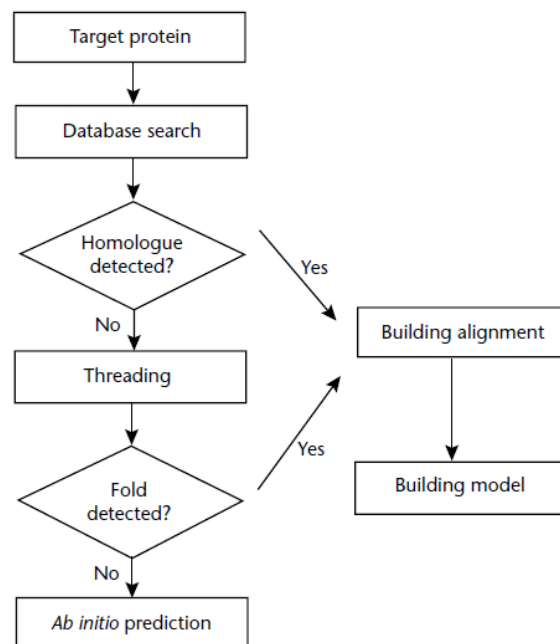 Target protein
Database search
Homologue
detected?
Yes
No
Building alignment
Threading
Yes
Fold
detected?
Building model
No
Ab initio prediction